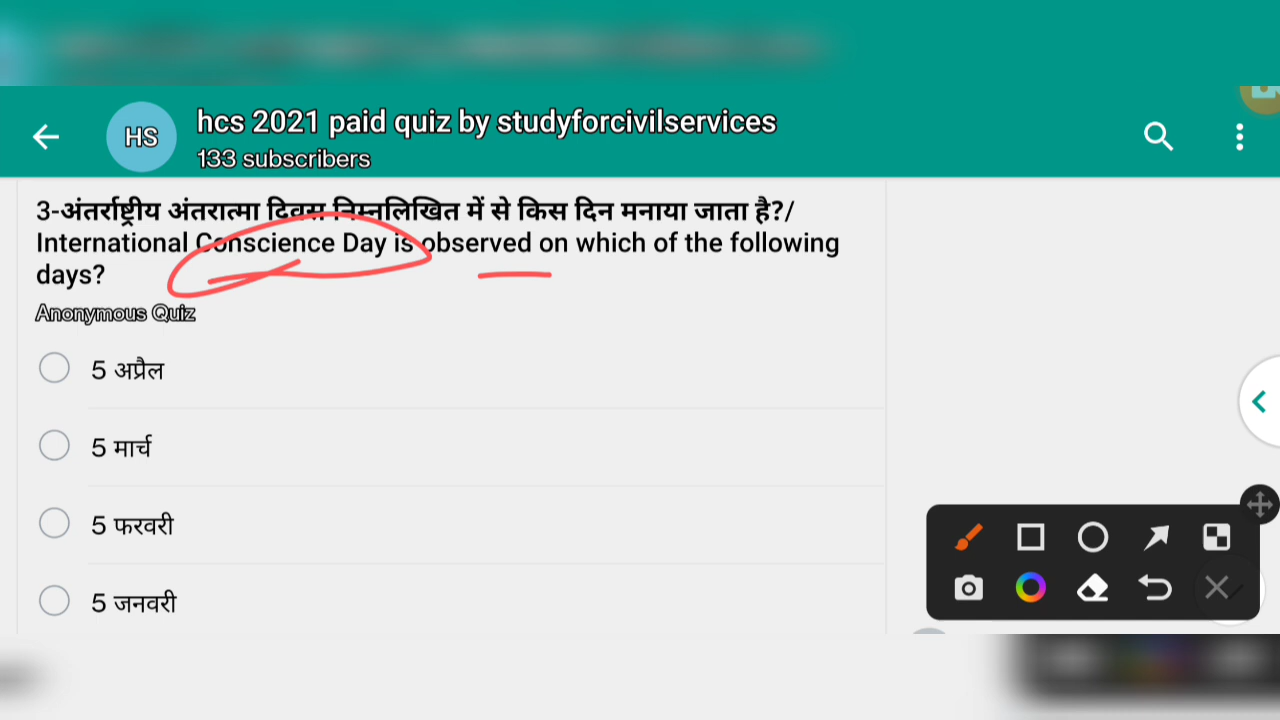 HS
hcs 2021 paid quiz by studyforcivilservices
133 subscribers
3-अंतर्राष्ट्रीय अंतरात्मा दिवस निम्नलिखित में से किस दिन मनाया जाता है?/
International Conscience Day is observed on which of the following
days?
Anonymous Quiz
5 अप्रैल
5 मार्च
5 फरवरी
5 जनवरी